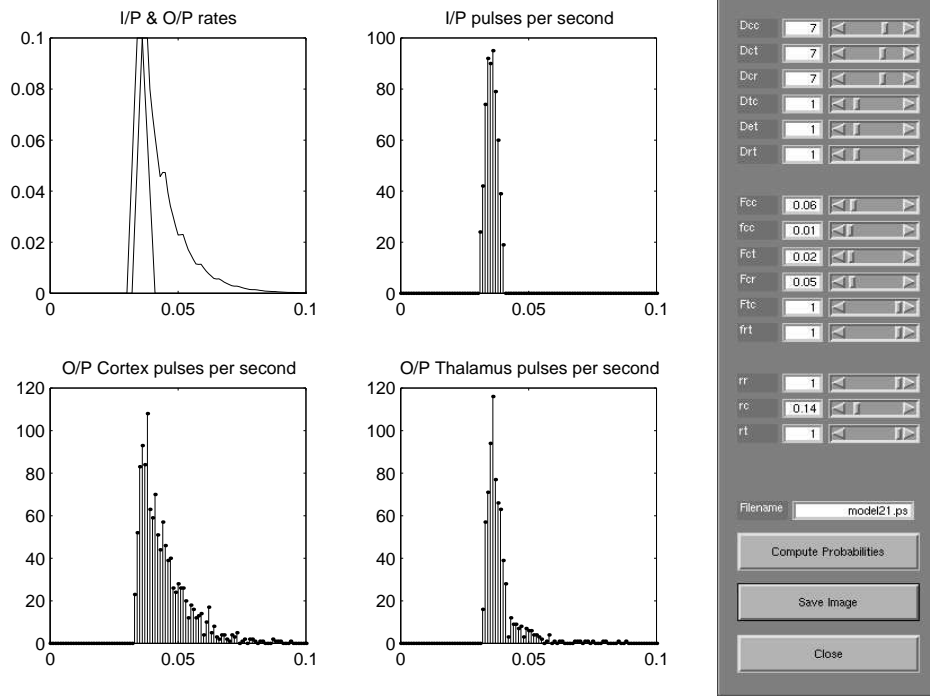 I/P & O/P rates
0.1
0.08
0.06
0.04
0.02
0
0 0.05 0.1
I/P pulses per second
100
80
60
40
20
0
0 0.05 0.1
O/P Cortex pulses per second
120
100
80
60
40
20
0
0 0.05 0.1
O/P Thalamus pulses per second
120
100
80
60
40
20
0
0 0.05 0.1
Dcc 7
Dct 7
Dcr 7
Dtc 1
Det 1
Drt 1
Fcc 0.06
fcc 0.01
Fct 0.02
Fcr 0.05
Ftc 1
frt 1
rr 1
rc 0.14
rt 1
Filename model21.ps
Compute Probabilities
Save Image
Close